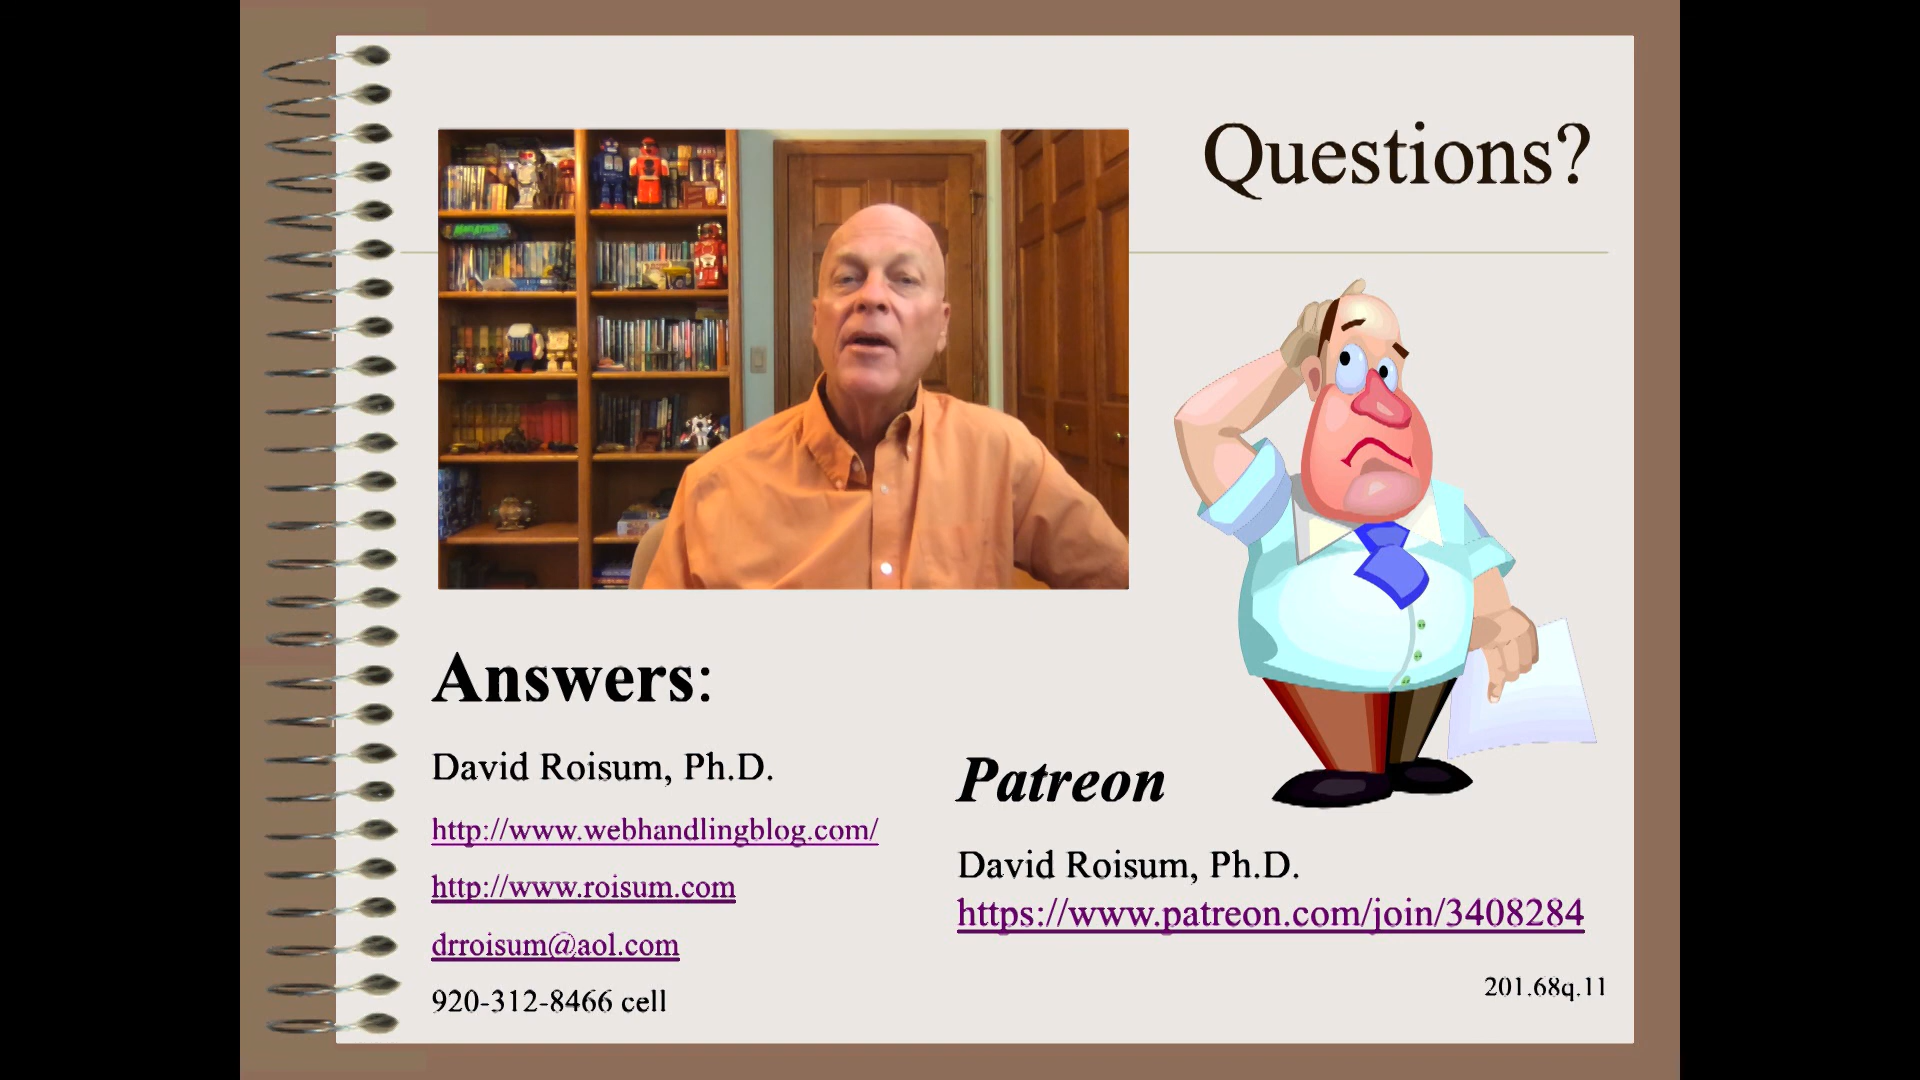 Questions?
Answers:
David Roisum, Ph.D.
http://www.webhandlingblog.com/
http://www.roisum.com
drroisum@aol.com
920-312-8466 cell
Patreon
David Roisum, Ph.D.
https://www.patreon.com/join/3408284
201.68q.11